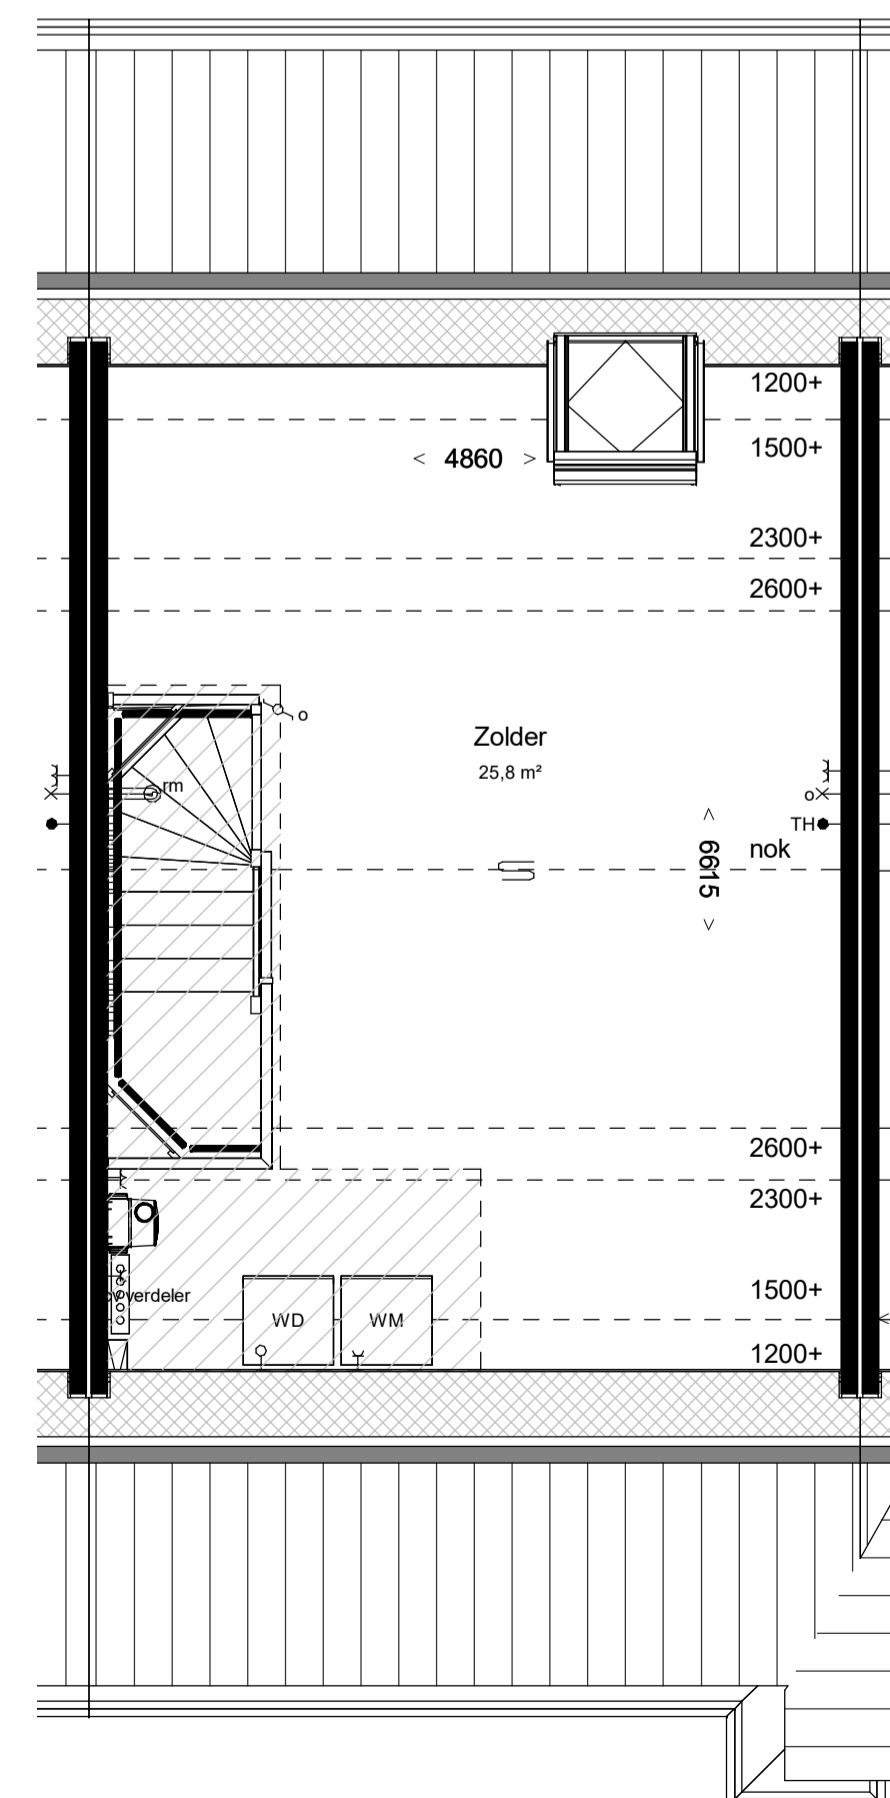 1200+
1500+
< 4860 >
2300+
2600+
o
Zolder
25,8 m²
rm
o
TH
< 6615 >
nok
2600+
2300+
1500+
verdeler
WD
WM
1200+